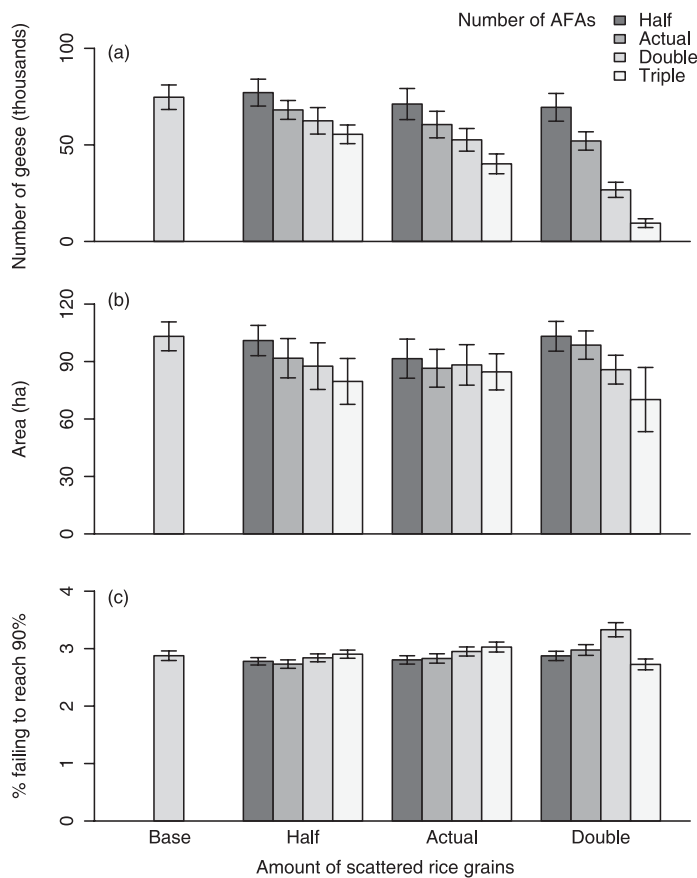 Number of AFAs
Half
Actual
Double
Triple
(a)
Number of geese (thousands)
100
50
0
(b)
Area (ha)
120
90
60
30
0
(c)
% failing to reach 90%
4
3
2
1
0
Base Half Actual Double
Amount of scattered rice grains